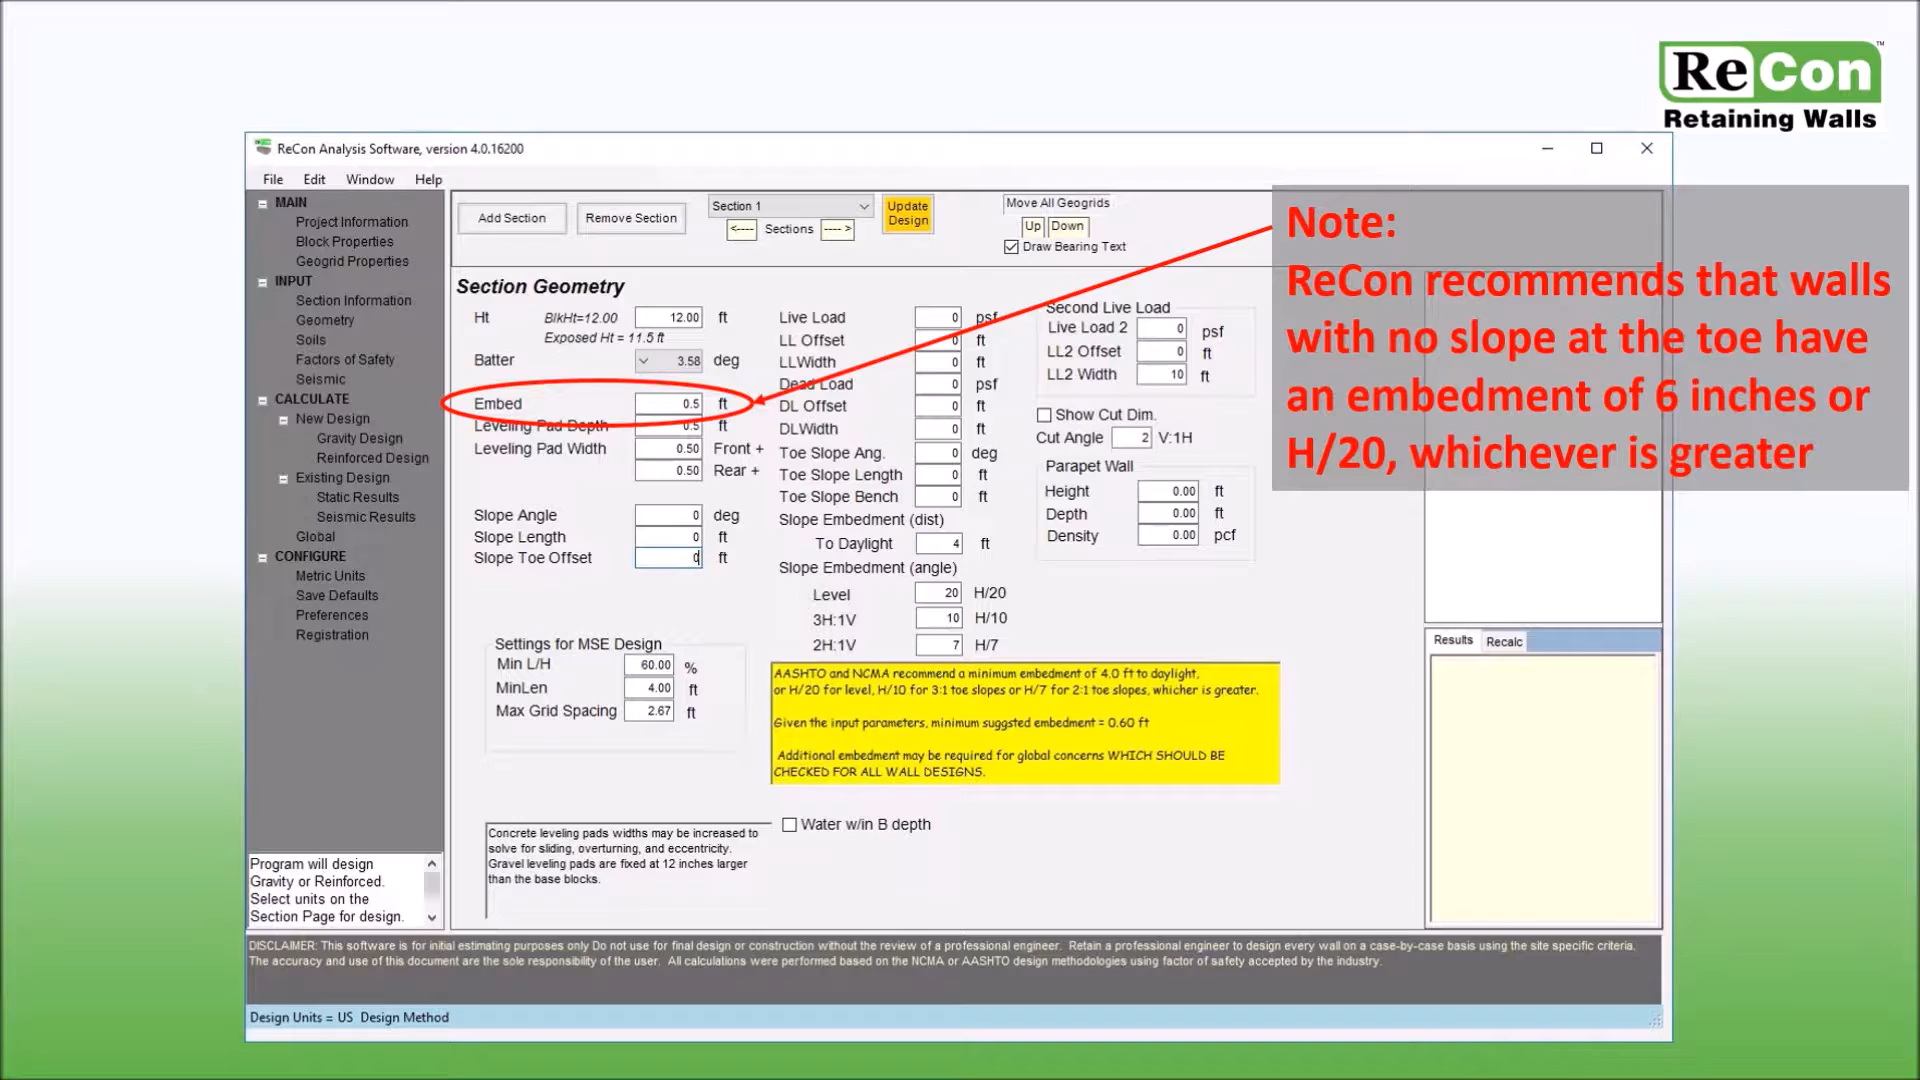 ReCon™
Retaining Walls
ReCon Analysis Software, version 4.0.16200
File Edit Window Help
MAIN
Project Information
Block Properties
Geogrid Properties
INPUT
Section Information
Geometry
Soils
Factors of Safety
Seismic
CALCULATE
New Design
Gravity Design
Reinforced Design
Existing Design
Static Results
Seismic Results
Global
CONFIGURE
Metric Units
Save Defaults
Preferences
Registration
Program will design
Gravity or Reinforced.
Select units on the
Section Page for design.
Add Section
Remove Section
Section 1
<---- Sections ---- >
Update
Design
Move All Geogrids
Up Down
Draw Bearing Text
Section Geometry
Ht BlkHt=12.00 12.00 ft
Exposed Ht = 11.5 ft
Batter 3.58 deg
Embed 0.5 ft
Leveling Pad Depth 0.5 ft
Leveling Pad Width 0.50 Front +
0.50 Rear +
Slope Angle 0 deg
Slope Length 0 ft
Slope Toe Offset 0 ft
Settings for MSE Design
Min L/H 60.00 %
MinLen 4.00 ft
Max Grid Spacing 2.67 ft
Concrete leveling pads widths may be increased to
solve for sliding, overturning, and eccentricity.
Gravel leveling pads are fixed at 12 inches larger
than the base blocks.
Live Load 0 psf
LL Offset 0 ft
LLWidth 0 ft
Dead Load 0 psf
DL Offset 0 ft
DLWidth 0 ft
Toe Slope Ang. 0 deg
Toe Slope Length 0 ft
Toe Slope Bench 0 ft
Slope Embedment (dist)
To Daylight 4 ft
Slope Embedment (angle)
Level 20 H/20
3H:1V 10 H/10
2H:1V 7 H/7
AASHTO and NCMA recommend a minimum embedment of 4.0 ft to daylight,
or H/20 for level, H/10 for 3:1 toe slopes or H/7 for 2:1 toe slopes, whicher is greater.
Given the input parameters, minimum suggsted embedment = 0.60 ft
Additional embedment may be required for global concerns WHICH SHOULD BE
CHECKED FOR ALL WALL DESIGNS.
Water w/in B depth
Second Live Load
Live Load 2 0 psf
LL2 Offset 0 ft
LL2 Width 10 ft
Show Cut Dim.
Cut Angle 2 V:1H
Parapet Wall
Height 0.00 ft
Depth 0.00 ft
Density 0.00 pcf
Note:
ReCon recommends that walls
with no slope at the toe have
an embedment of 6 inches or
H/20, whichever is greater
Results Recalc
DISCLAIMER: This software is for initial estimating purposes only Do not use for final design or construction without the review of a professional engineer. Retain a professional engineer to design every wall on a case-by-case basis using the site specific criteria.
The accuracy and use of this document are the sole responsibility of the user. All calculations were performed based on the NCMA or AASHTO design methodologies using factor of safety accepted by the industry.
Design Units = US Design Method